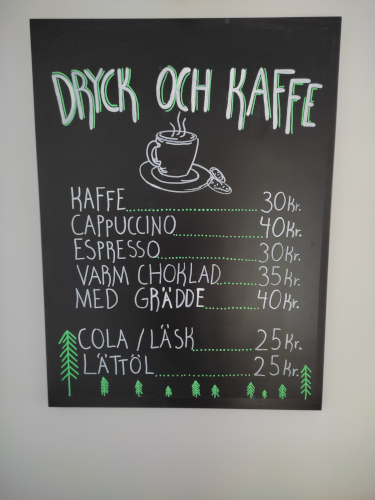 DRYCK OCH KAFFE
KAFFE 30 Kr.
CAPPUCCINO 40 Kr.
ESPRESSO 30 Kr.
VARM CHOKLAD 35 Kr.
MED GRÄDDE 40 Kr.
COLA / LÄSK 25 Kr.
LÄTTÖL 25 Kr.